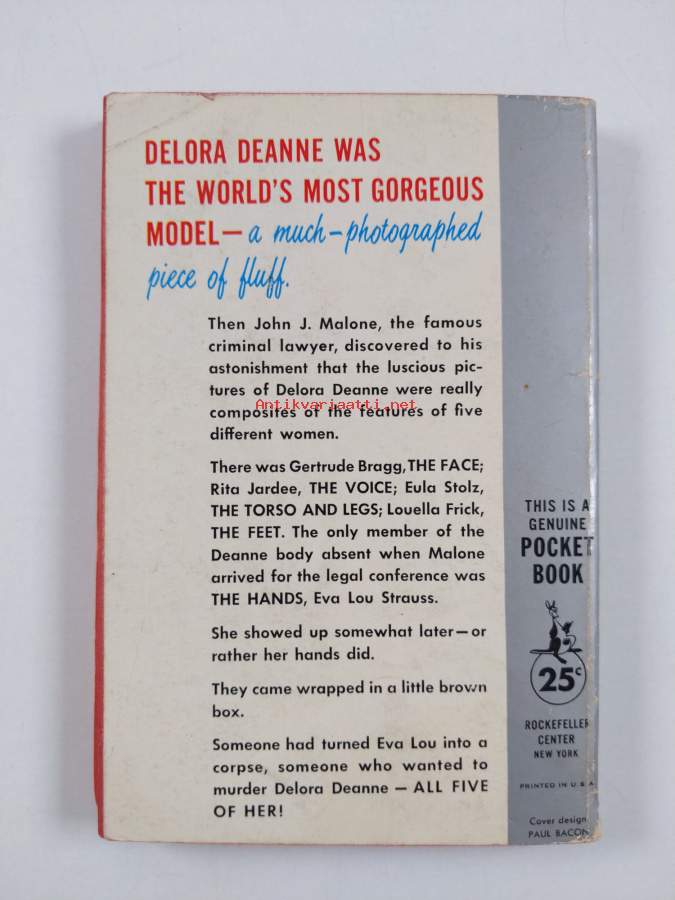 DELORA DEANNE WAS
THE WORLD'S MOST GORGEOUS
MODEL—a much-photographed
piece of fluff.
Then John J. Malone, the famous
criminal lawyer, discovered to his
astonishment that the luscious pic-
tures of Delora Deanne were really
composites of the features of five
Antikvariaatti.net
different women.
There was Gertrude Bragg, THE FACE;
Rita Jardee, THE VOICE; Eula Stolz,
THE TORSO AND LEGS; Louella Frick,
THE FEET. The only member of the
Deanne body absent when Malone
arrived for the legal conference was
THE HANDS, Eva Lou Strauss.
She showed up somewhat later—or
rather her hands did.
They came wrapped in a little brown
box.
Someone had turned Eva Lou into a
corpse, someone who wanted to
murder Delora Deanne — ALL FIVE
OF HER!
THIS IS A
GENUINE
POCKET
BOOK
25¢
ROCKEFELLER
CENTER
NEW YORK
PRINTED IN U.S.A.
Cover design
PAUL BACON